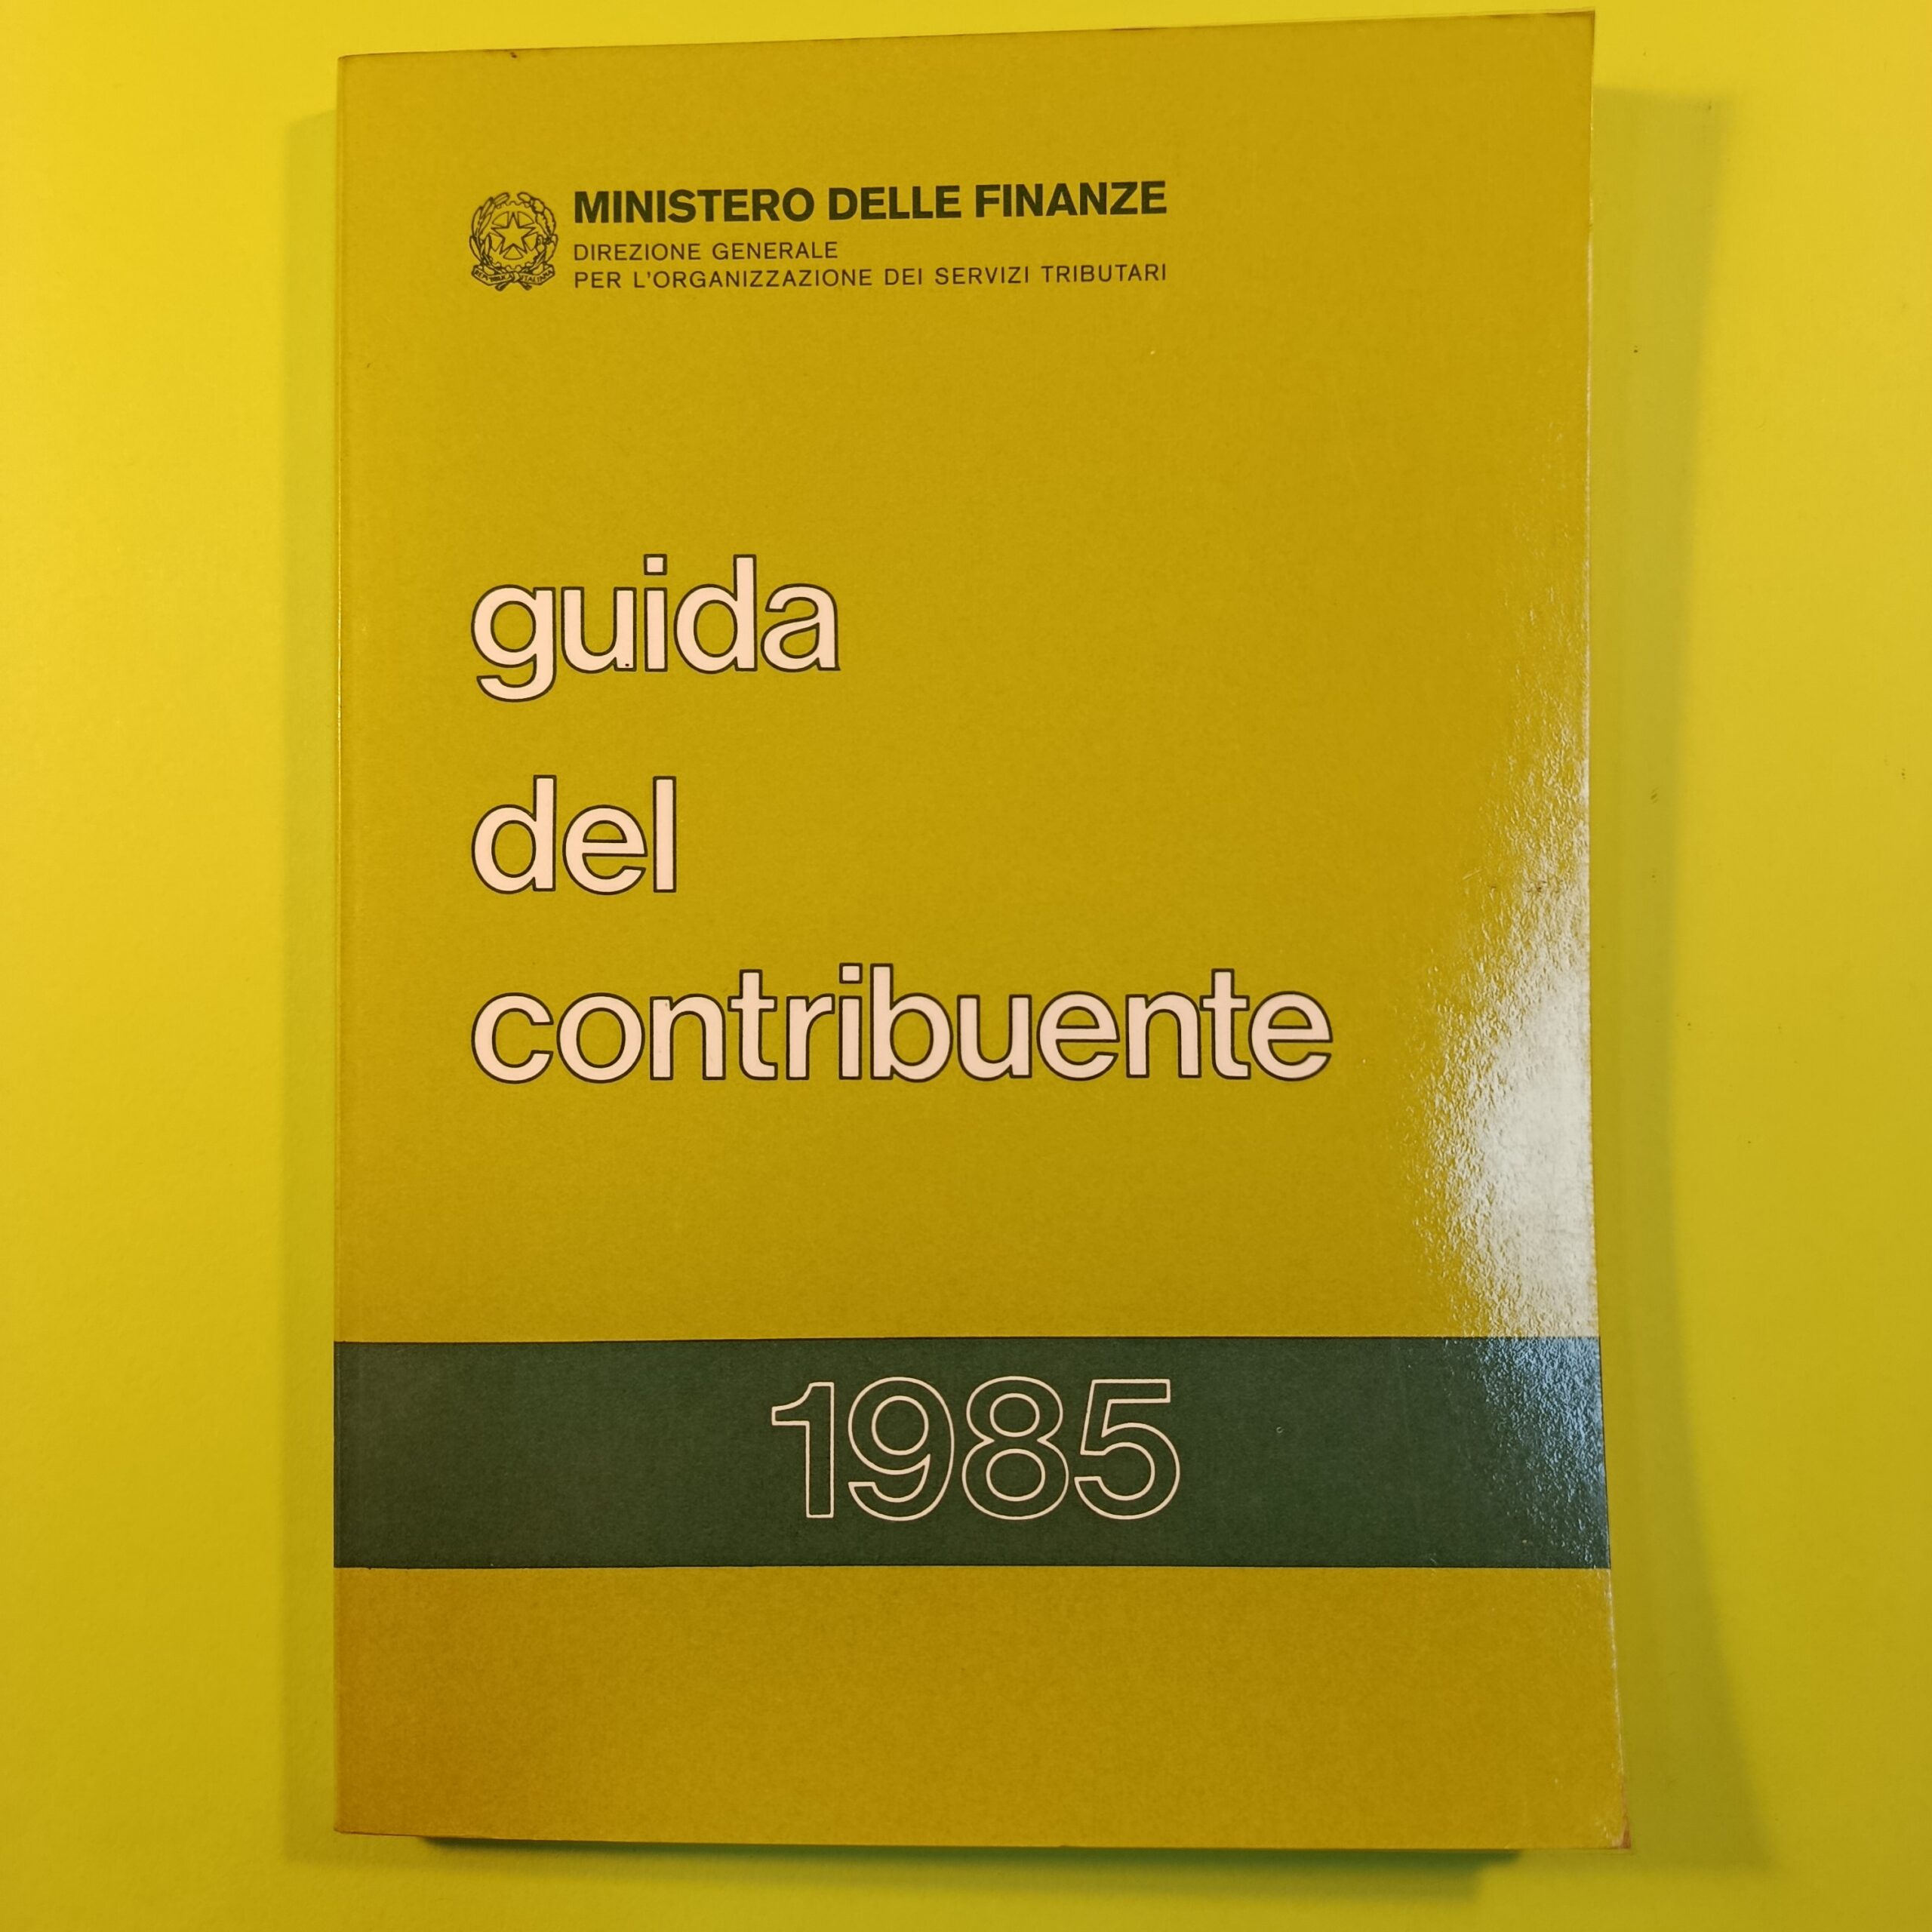 MINISTERO DELLE FINANZE
DIREZIONE GENERALE
PER L'ORGANIZZAZIONE DEI SERVIZI TRIBUTARI
guida
del
contribuente
1985